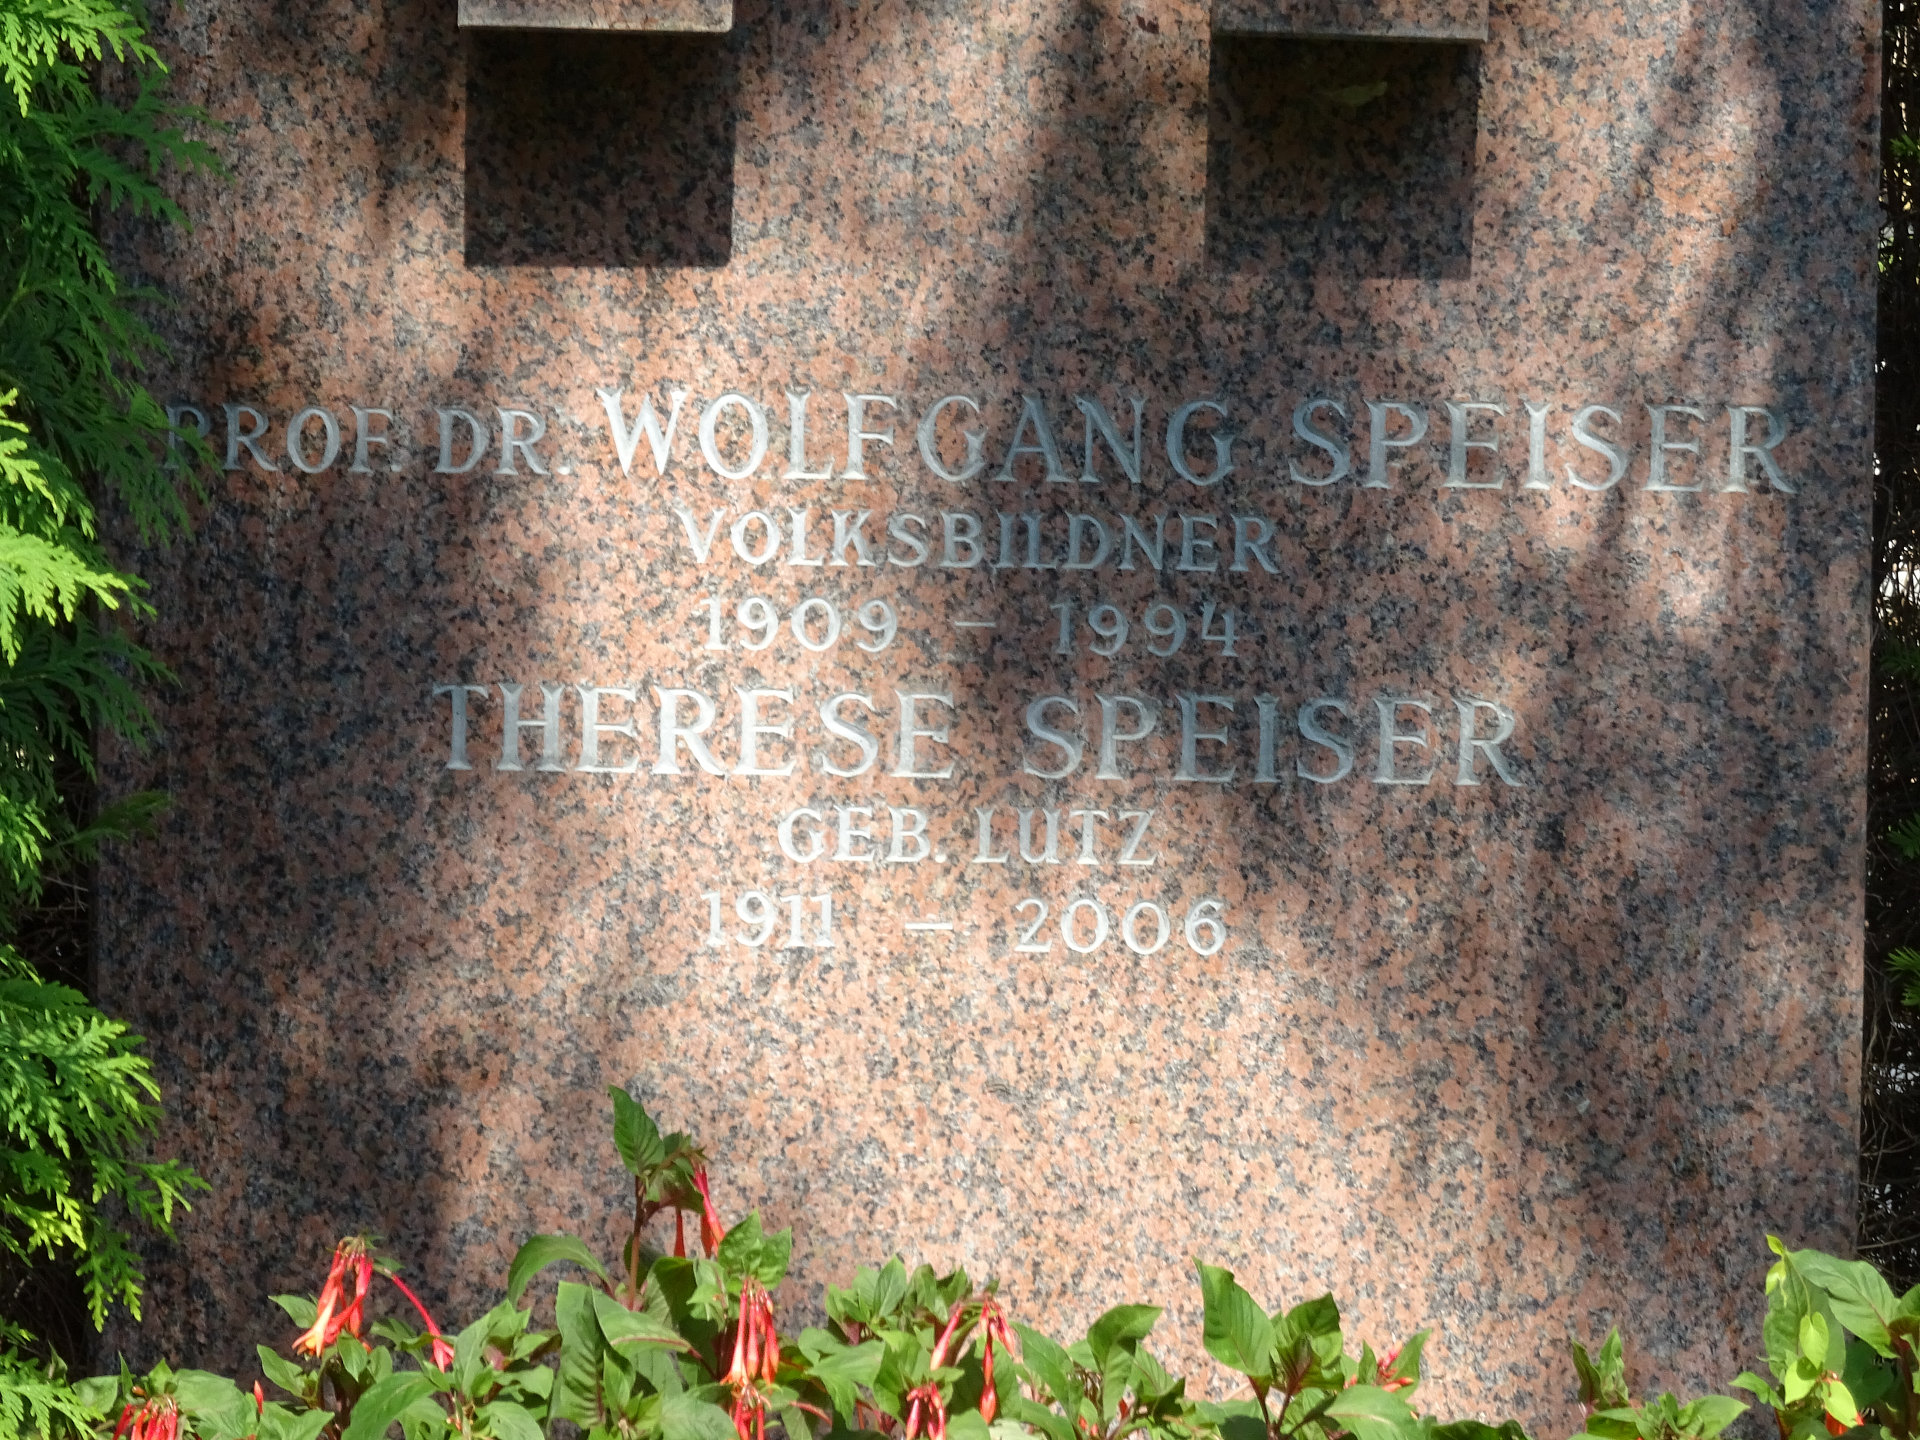 PROF. DR. WOLFGANG SPEISER
VOLKSBILDNER
1909 – 1994
THERESE SPEISER
GEB. LUTZ
1911 – 2006